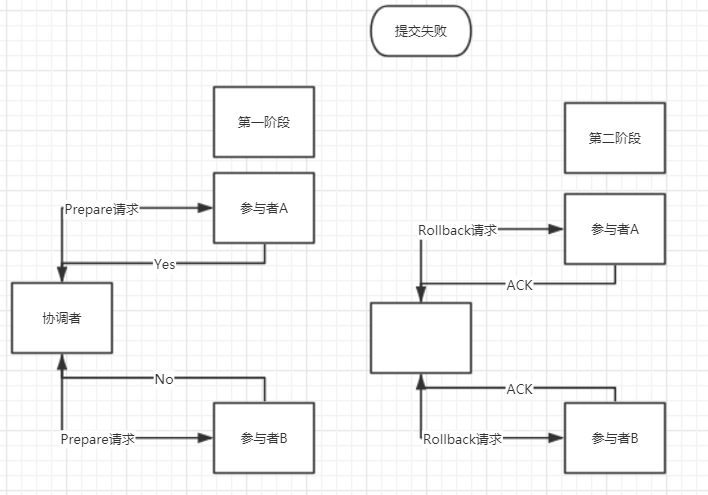 提交失败
第一阶段
Prepare请求
参与者A
Yes
协调者
No
Prepare请求
参与者B
第二阶段
Rollback请求
参与者A
ACK
ACK
Rollback请求
参与者B